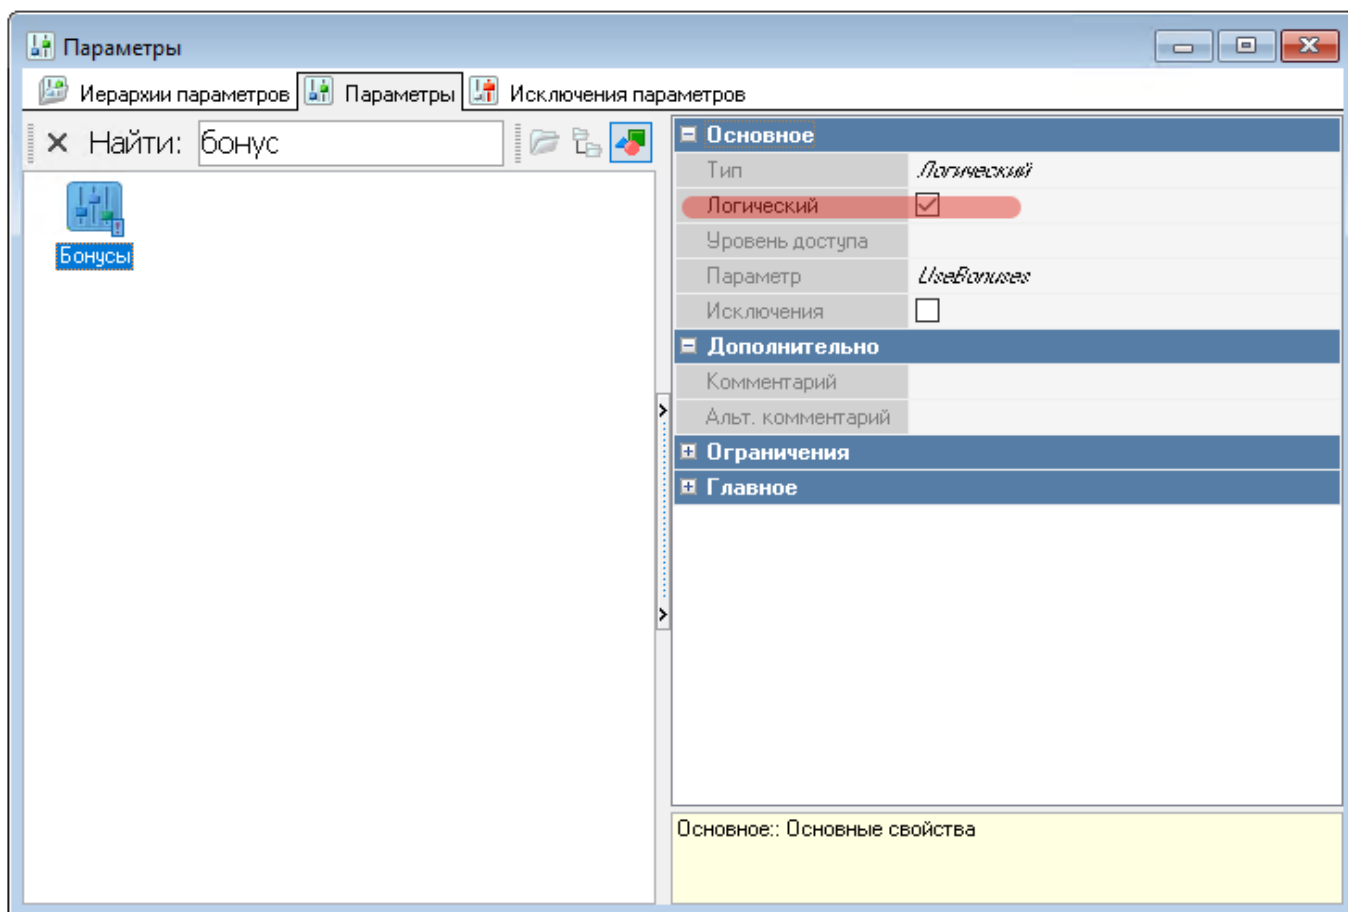 Параметры
Иерархии параметров Параметры Исключения параметров
Найти: бонус
Бонусы
Основное
Тип Логический
Логический
Уровень доступа
Параметр UseBonuses
Исключения
Дополнительно
Комментарий
Альт. комментарий
Ограничения
Главное
Основное:: Основные свойства